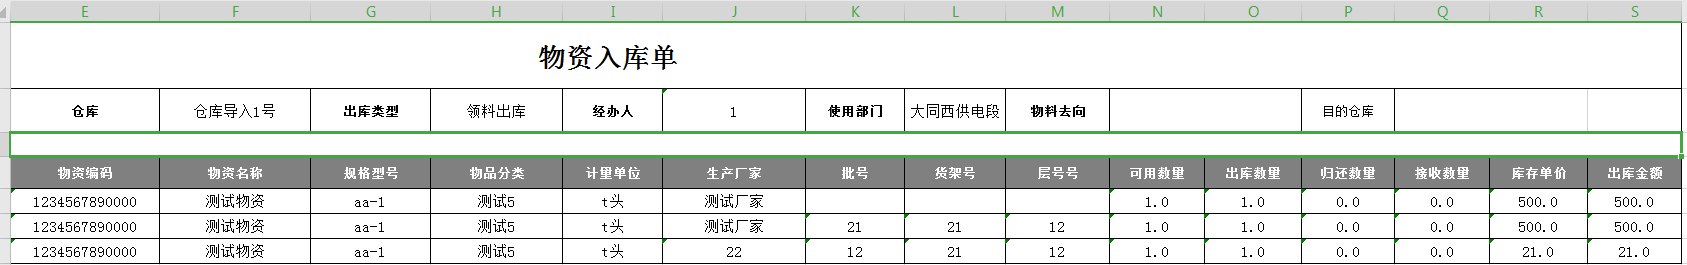 E F G H I J K L M N O P Q R S
物资入库单
仓库 仓库导入1号 出库类型 领料出库 经办人 1 使用部门 大同西供电段 物料去向 目的仓库
物资编码 物资名称 规格型号 物品分类 计量单位 生产厂家 批号 货架号 层号号 可用数量 出库数量 归还数量 接收数量 库存单价 出库金额
1234567890000 测试物资 aa-1 测试5 t头 测试厂家 1.0 1.0 0.0 0.0 500.0 500.0
1234567890000 测试物资 aa-1 测试5 t头 测试厂家 21 21 12 1.0 1.0 0.0 0.0 500.0 500.0
1234567890000 测试物资 aa-1 测试5 t头 22 12 21 12 1.0 1.0 0.0 0.0 21.0 21.0